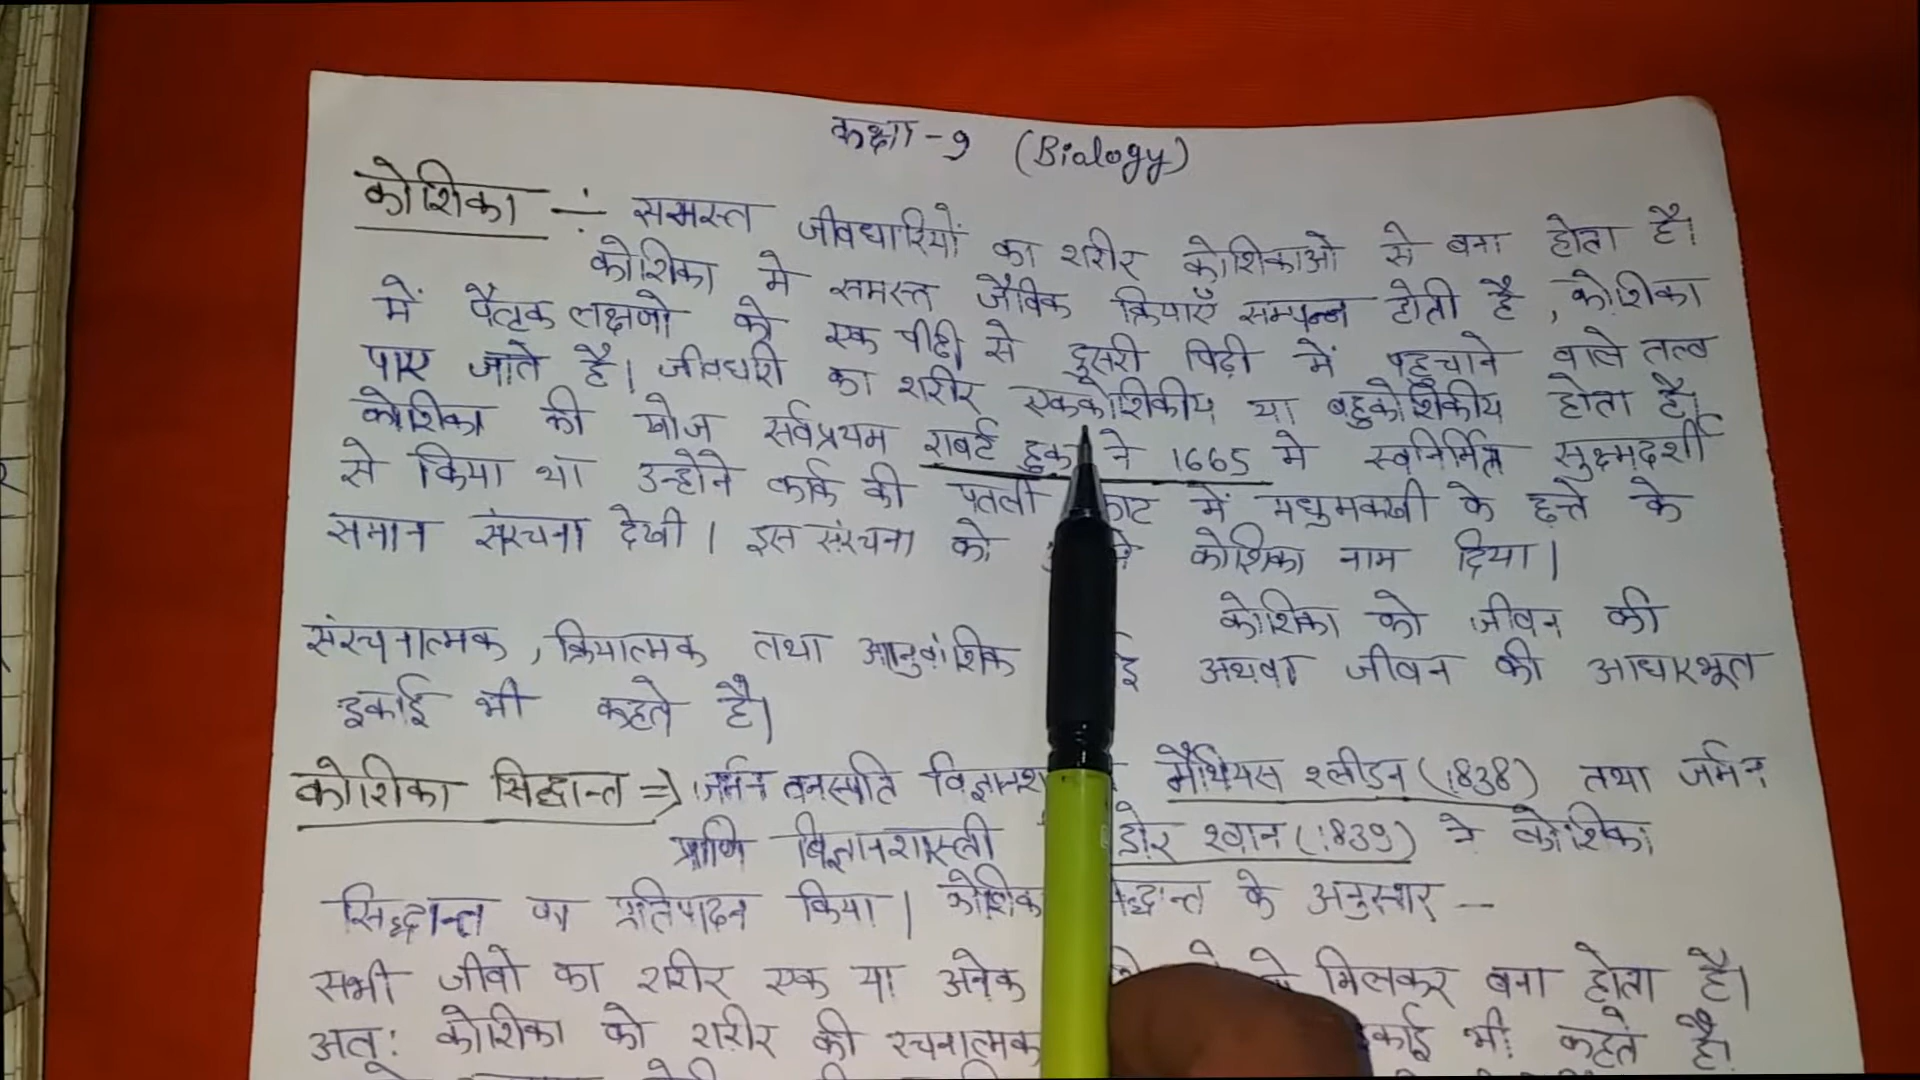 कक्षा - 9 (Biology)
कोशिका ÷ समस्त जीवधारियों का शरीर कोशिकाओ से बना होता है।
कोशिका मे समस्त जैविक क्रियाएँ सम्पन्न होती है , कोशिका
में पैतृक लक्षणो को एक पीढी से दूसरी पिढ़ी में पहुचाने वाले तत्व
पाए जाते है। जीवधारी का शरीर एककोशिकीय या बहुकोशिकीय होता है।
कोशिका की खोज सर्वप्रथम राबर्ट हुक ने 1665 मे स्वनिर्मित सुक्ष्मदर्शी
से किया था उन्होने कार्क की पतली काट में मधुमक्खी के छत्ते के
समान संरचना देखी । इस संरचना को कोशिका नाम दिया ।
कोशिका को जीवन की
संरचनात्मक , क्रियात्मक तथा आनुवांशिक अथवा जीवन की आधारभूत
इकाई भी कहते है।
कोशिका सिद्धान्त => जर्मन वनस्पति मैथियस श्लीडन (1838) तथा जर्मन
प्राणि विज्ञानशास्त्री श्वान (1839) ने कोशिका
सिद्धान्त का प्रतिपादन किया । के अनुसार —
सभी जीवो का शरीर एक या अनेक मिलकर बना होता है।
अतः कोशिका को शरीर की रचनात्मक भी कहते है।